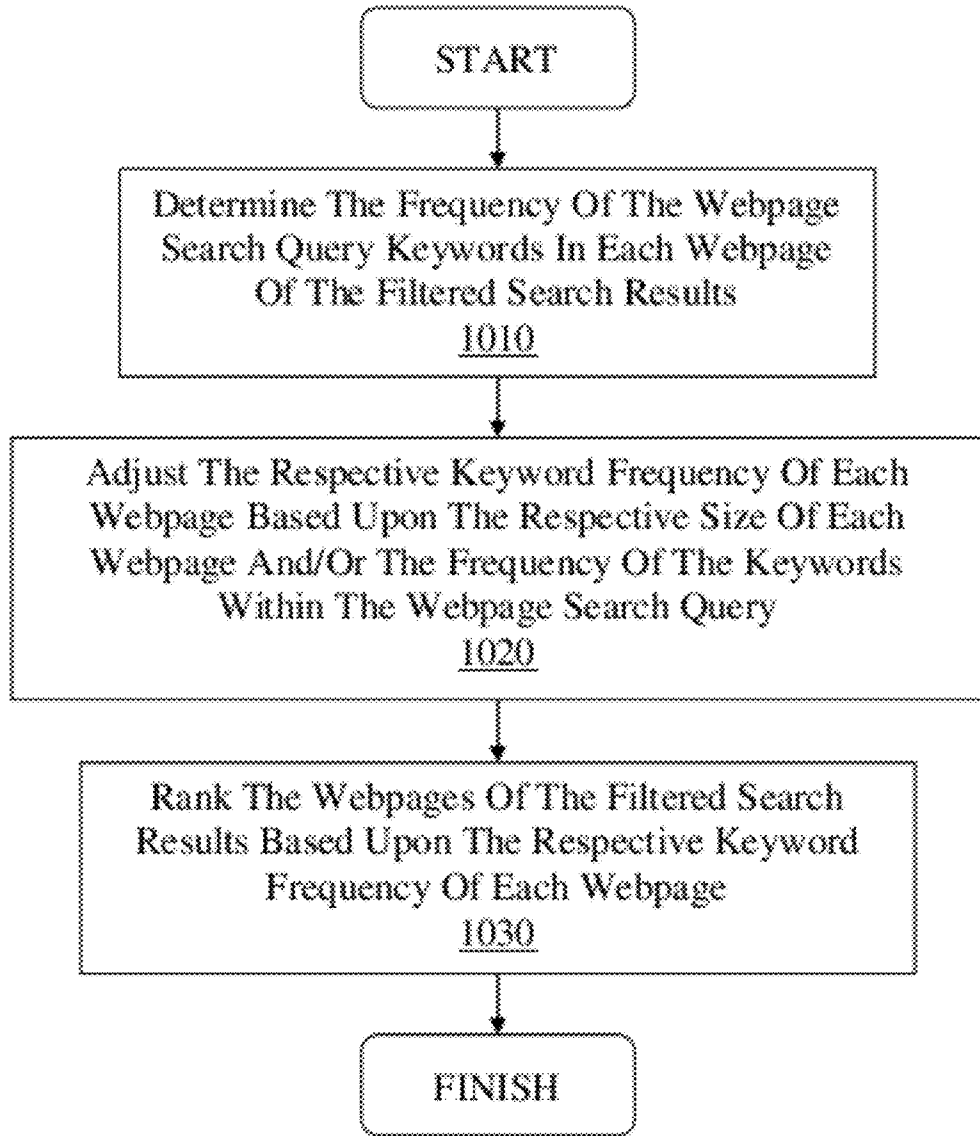 START
Determine The Frequency Of The Webpage
Search Query Keywords In Each Webpage
Of The Filtered Search Results
1010
Adjust The Respective Keyword Frequency Of Each
Webpage Based Upon The Respective Size Of Each
Webpage And/Or The Frequency Of The Keywords
Within The Webpage Search Query
1020
Rank The Webpages Of The Filtered Search
Results Based Upon The Respective Keyword
Frequency Of Each Webpage
1030
FINISH